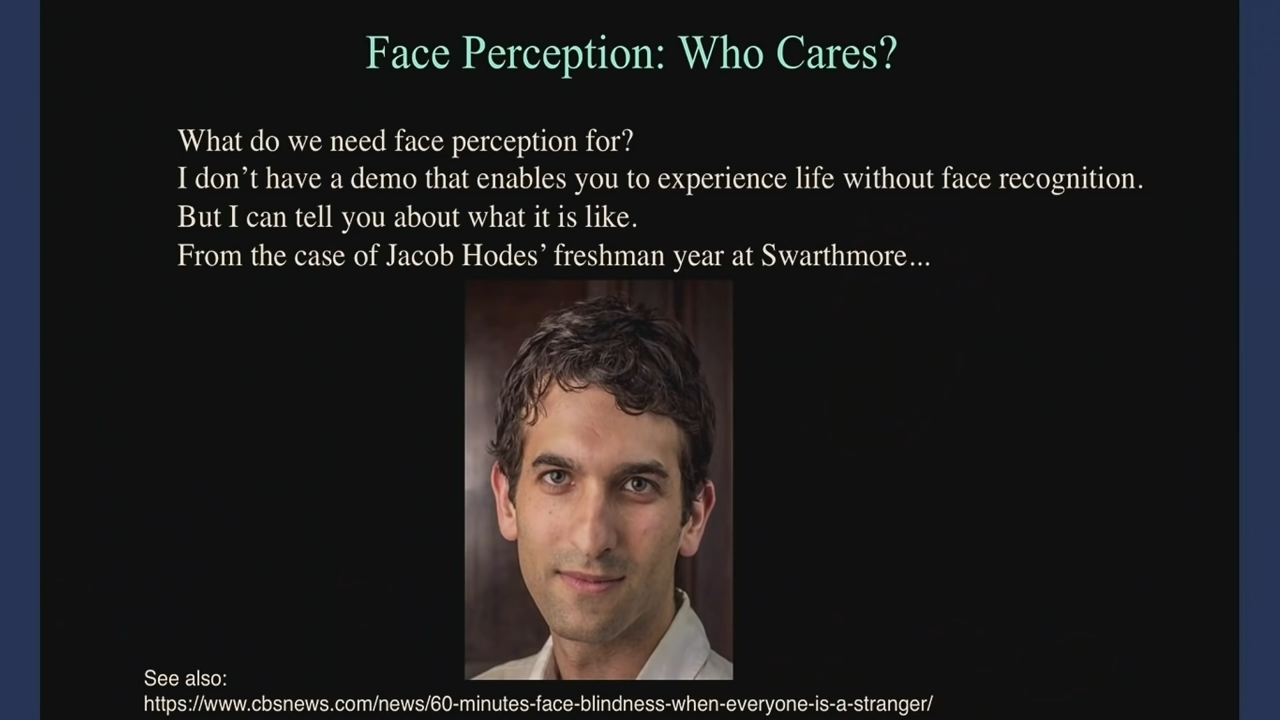 Face Perception: Who Cares?
What do we need face perception for?
I don’t have a demo that enables you to experience life without face recognition.
But I can tell you about what it is like.
From the case of Jacob Hodes’ freshman year at Swarthmore...
See also:
https://www.cbsnews.com/news/60-minutes-face-blindness-when-everyone-is-a-stranger/